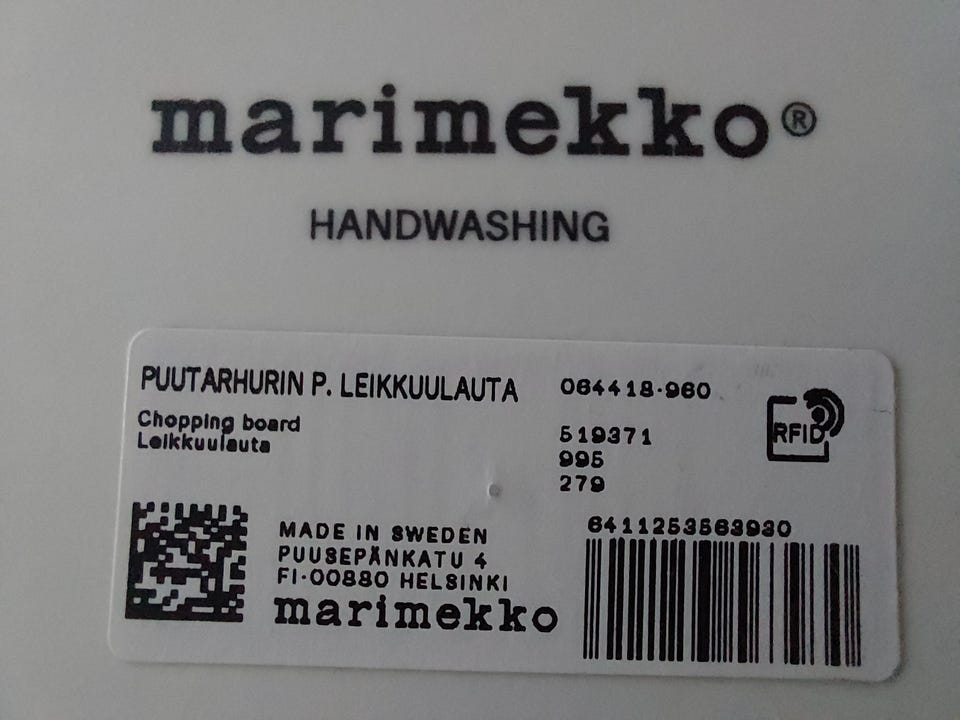 marimekko®
HANDWASHING
PUUTARHURIN P. LEIKKUULAUTA
Chopping board
Leikkuulauta
064418-960
519371
995
279
RFID
MADE IN SWEDEN
PUUSEPÄNKATU 4
FI-00880 HELSINKI
marimekko
6411253563930